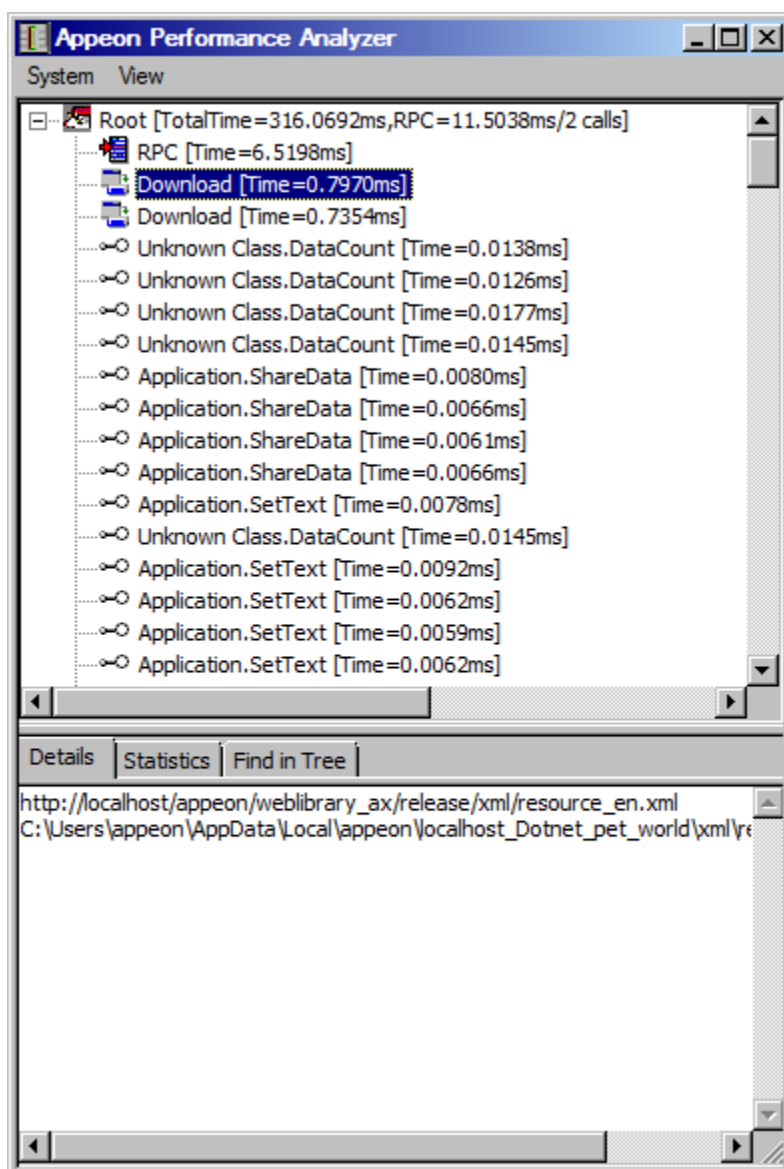 Appeon Performance Analyzer
System View
Root [TotalTime=316.0692ms,RPC=11.5038ms/2 calls]
RPC [Time=6.5198ms]
Download [Time=0.7970ms]
Download [Time=0.7354ms]
Unknown Class.DataCount [Time=0.0138ms]
Unknown Class.DataCount [Time=0.0126ms]
Unknown Class.DataCount [Time=0.0177ms]
Unknown Class.DataCount [Time=0.0145ms]
Application.ShareData [Time=0.0080ms]
Application.ShareData [Time=0.0066ms]
Application.ShareData [Time=0.0061ms]
Application.ShareData [Time=0.0066ms]
Application.SetText [Time=0.0078ms]
Unknown Class.DataCount [Time=0.0145ms]
Application.SetText [Time=0.0092ms]
Application.SetText [Time=0.0062ms]
Application.SetText [Time=0.0059ms]
Application.SetText [Time=0.0062ms]
Details Statistics Find in Tree
http://localhost/appeon/weblibrary_ax/release/xml/resource_en.xml
C:\Users\appeon\AppData\Local\appeon\localhost_Dotnet_pet_world\xml\re